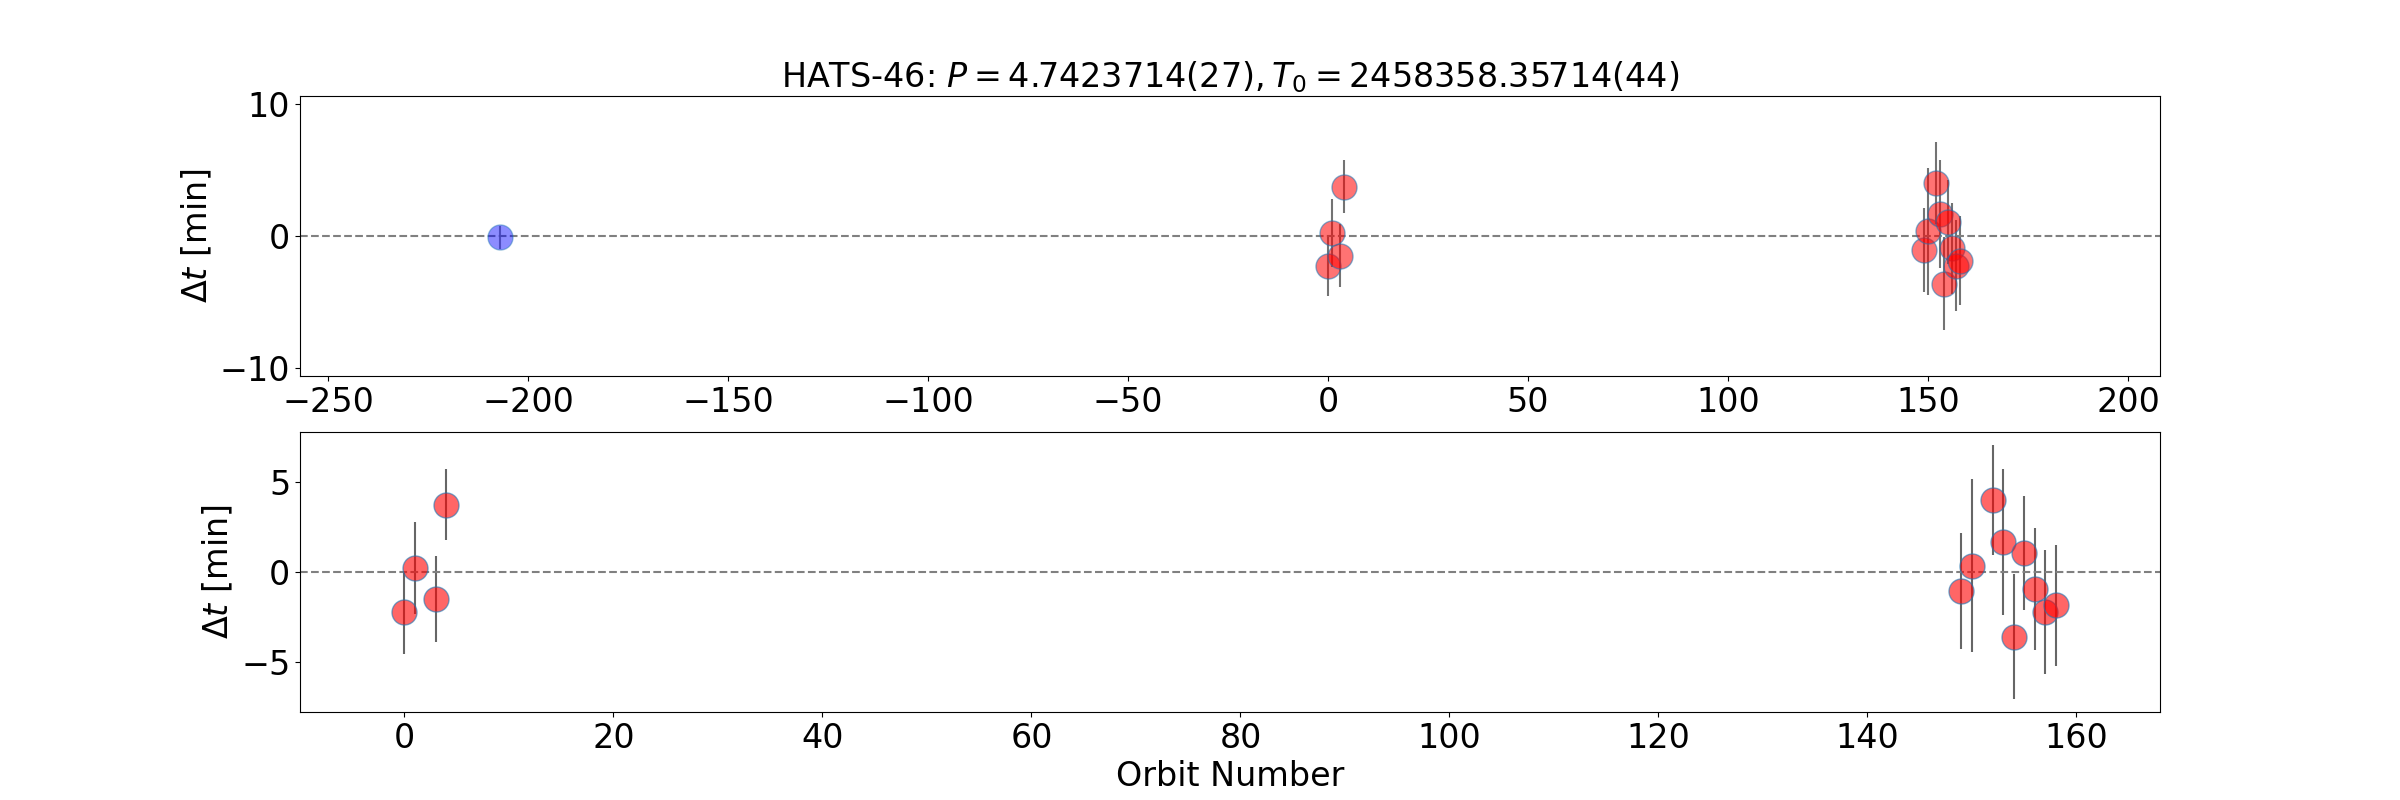 HATS-46: P = 4.7423714(27), T₀ = 2458358.35714(44)
10
0
−10
Δt [min]
−250 −200 −150 −100 −50 0 50 100 150 200
5
0
−5
Δt [min]
0 20 40 60 80 100 120 140 160
Orbit Number